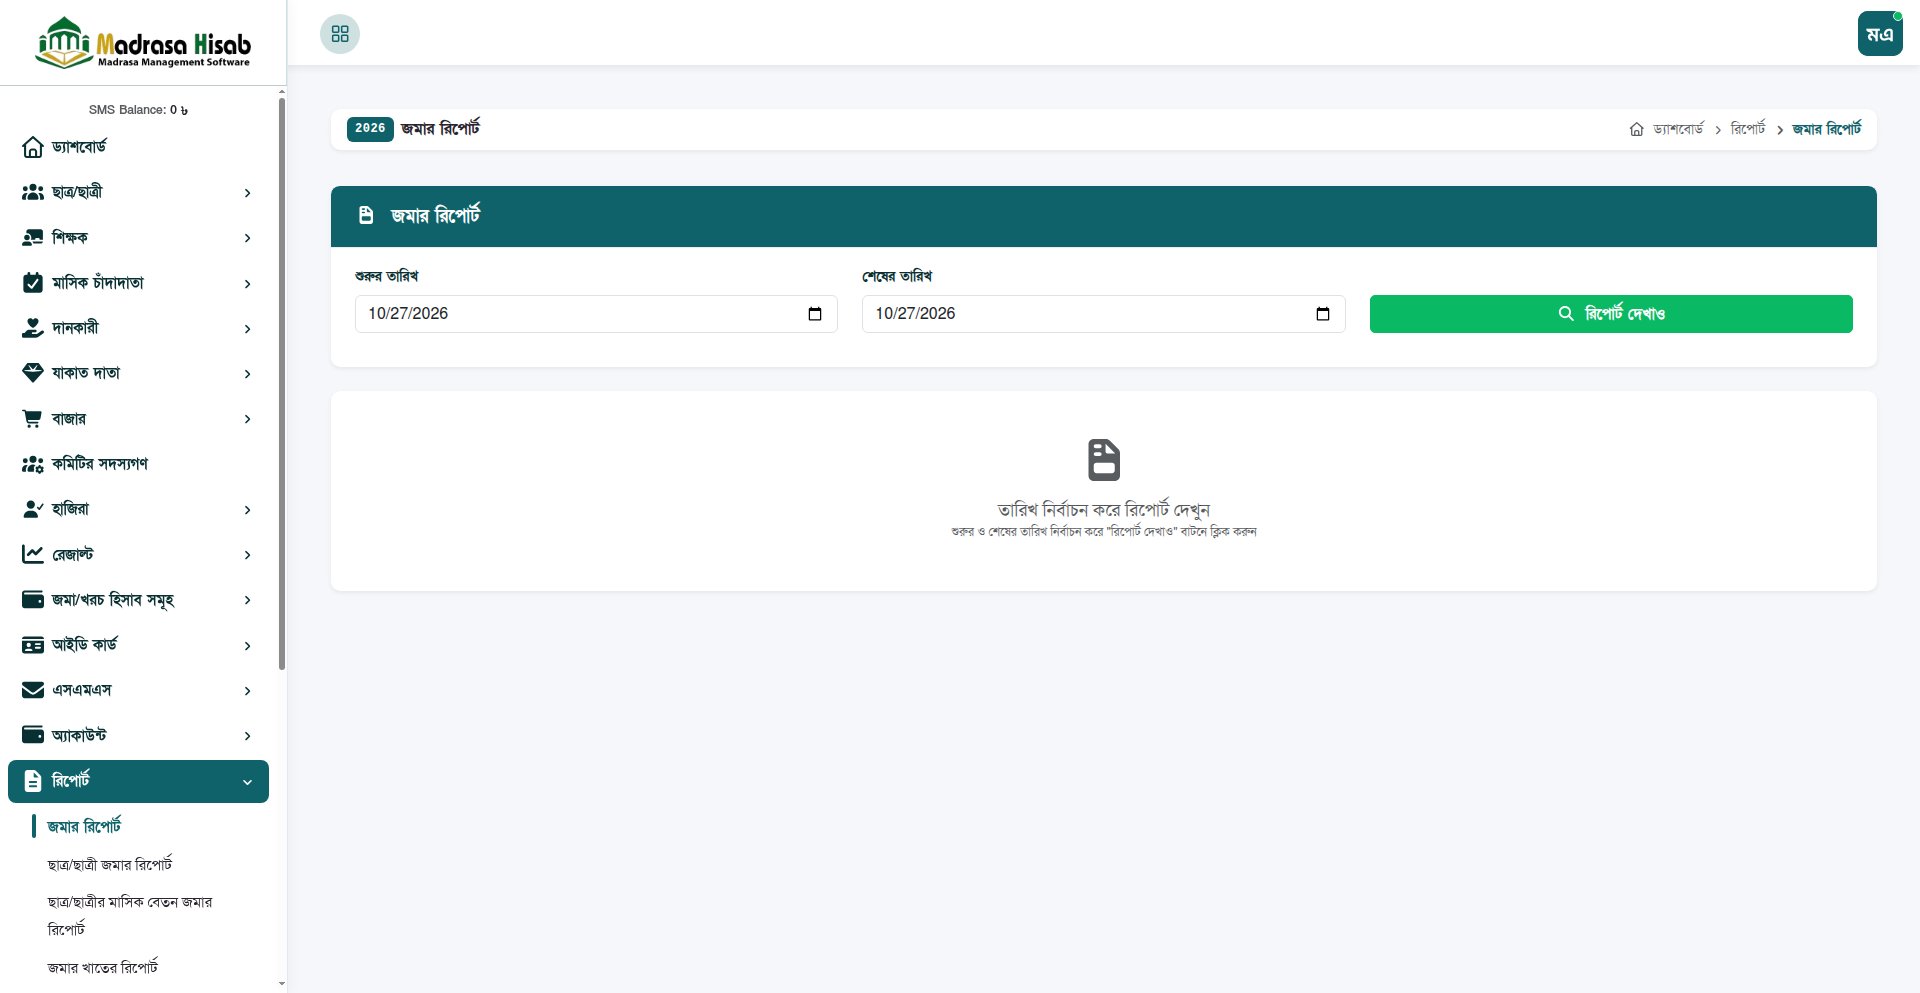 Madrasa Hisab
Madrasa Management Software
SMS Balance: 0 ৳
ড্যাশবোর্ড
ছাত্র/ছাত্রী
শিক্ষক
মাসিক চাঁদাদাতা
দানকারী
যাকাত দাতা
বাজার
কমিটির সদস্যগণ
হাজিরা
রেজাল্ট
জমা/খরচ হিসাব সমূহ
আইডি কার্ড
এসএমএস
অ্যাকাউন্ট
রিপোর্ট
জমার রিপোর্ট
ছাত্র/ছাত্রী জমার রিপোর্ট
ছাত্র/ছাত্রীর মাসিক বেতন জমার
রিপোর্ট
জমার খাতের রিপোর্ট
মএ
2026 জমার রিপোর্ট
ড্যাশবোর্ড > রিপোর্ট > জমার রিপোর্ট
জমার রিপোর্ট
শুরুর তারিখ
10/27/2026
শেষের তারিখ
10/27/2026
রিপোর্ট দেখাও
তারিখ নির্বাচন করে রিপোর্ট দেখুন
শুরুর ও শেষের তারিখ নির্বাচন করে "রিপোর্ট দেখাও" বাটনে ক্লিক করুন